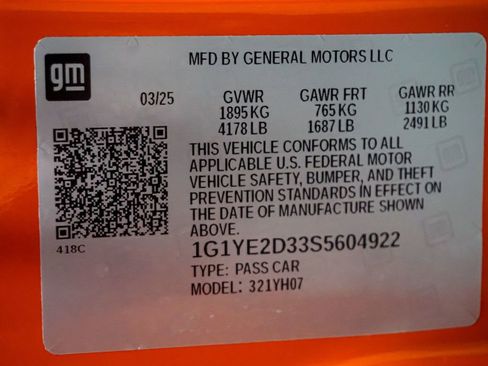 gm
MFD BY GENERAL MOTORS LLC
03/25 GVWR GAWR FRT GAWR RR
1895 KG 765 KG 1130 KG
4178 LB 1687 LB 2491 LB
THIS VEHICLE CONFORMS TO ALL
APPLICABLE U.S. FEDERAL MOTOR
VEHICLE SAFETY, BUMPER, AND THEFT
PREVENTION STANDARDS IN EFFECT ON
THE DATE OF MANUFACTURE SHOWN
ABOVE.
418C
1G1YE2D33S5604922
TYPE: PASS CAR
MODEL: 321YH07